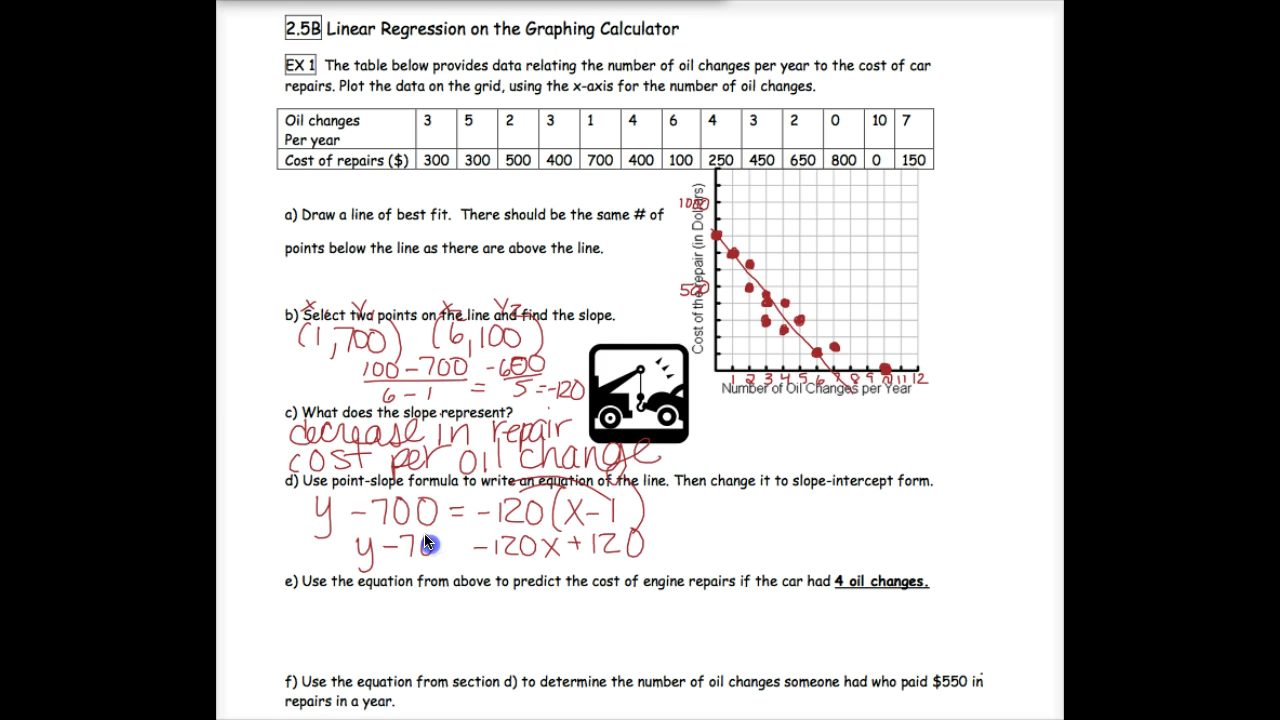 2.5B Linear Regression on the Graphing Calculator
EX 1 The table below provides data relating the number of oil changes per year to the cost of car
repairs. Plot the data on the grid, using the x-axis for the number of oil changes.
Oil changes Per year 3 5 2 3 1 4 6 4 3 2 0 10 7
Cost of repairs ($) 300 300 500 400 700 400 100 250 450 650 800 0 150
a) Draw a line of best fit. There should be the same # of
points below the line as there are above the line.
1000
500
Cost of the repair (in Dollars)
1 2 3 4 5 6 7 8 9 10 11 12
Number of Oil Changes per Year
b) Select two points on the line and find the slope.
x y x2 y2
(1,700) (6,100)
100-700 = -600
6-1 5 = -120
c) What does the slope represent?
decrease in repair
cost per oil change
d) Use point-slope formula to write an equation of the line. Then change it to slope-intercept form.
y -700 = -120(x-1)
y -70 -120x+120
e) Use the equation from above to predict the cost of engine repairs if the car had 4 oil changes.
f) Use the equation from section d) to determine the number of oil changes someone had who paid $550 in
repairs in a year.